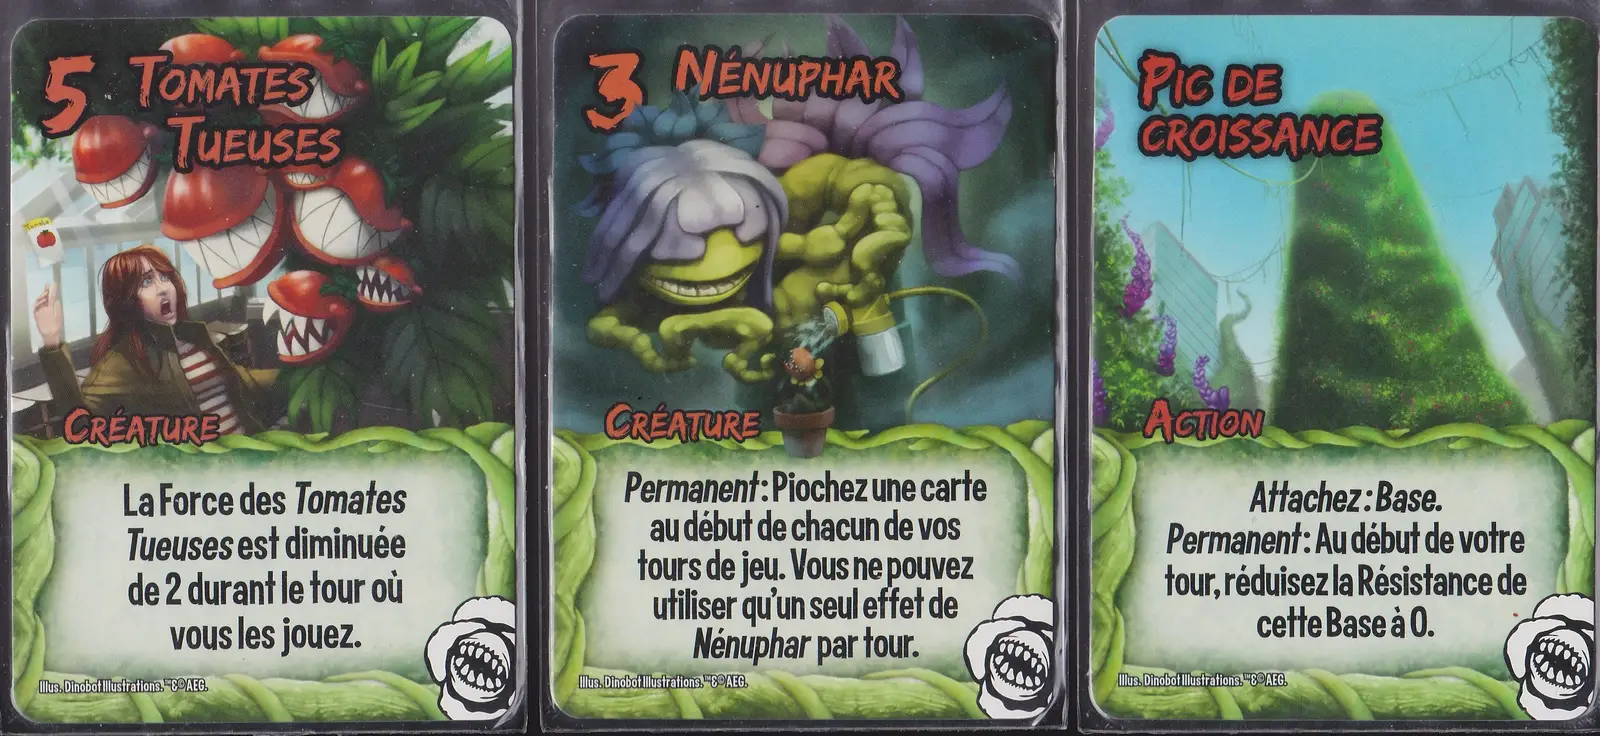 5 Tomates
Tueuses
Tomato
Créature
La Force des Tomates
Tueuses est diminuée
de 2 durant le tour où
vous les jouez.
Illus. Dinobot Illustrations.™&©AEG.
3 Nénuphar
Créature
Permanent : Piochez une carte
au début de chacun de vos
tours de jeu. Vous ne pouvez
utiliser qu'un seul effet de
Nénuphar par tour.
Illus. Dinobot Illustrations.™&©AEG.
Pic de
croissance
Action
Attachez : Base.
Permanent : Au début de votre
tour, réduisez la Résistance de
cette Base à 0.
Illus. Dinobot Illustrations.™&©AEG.